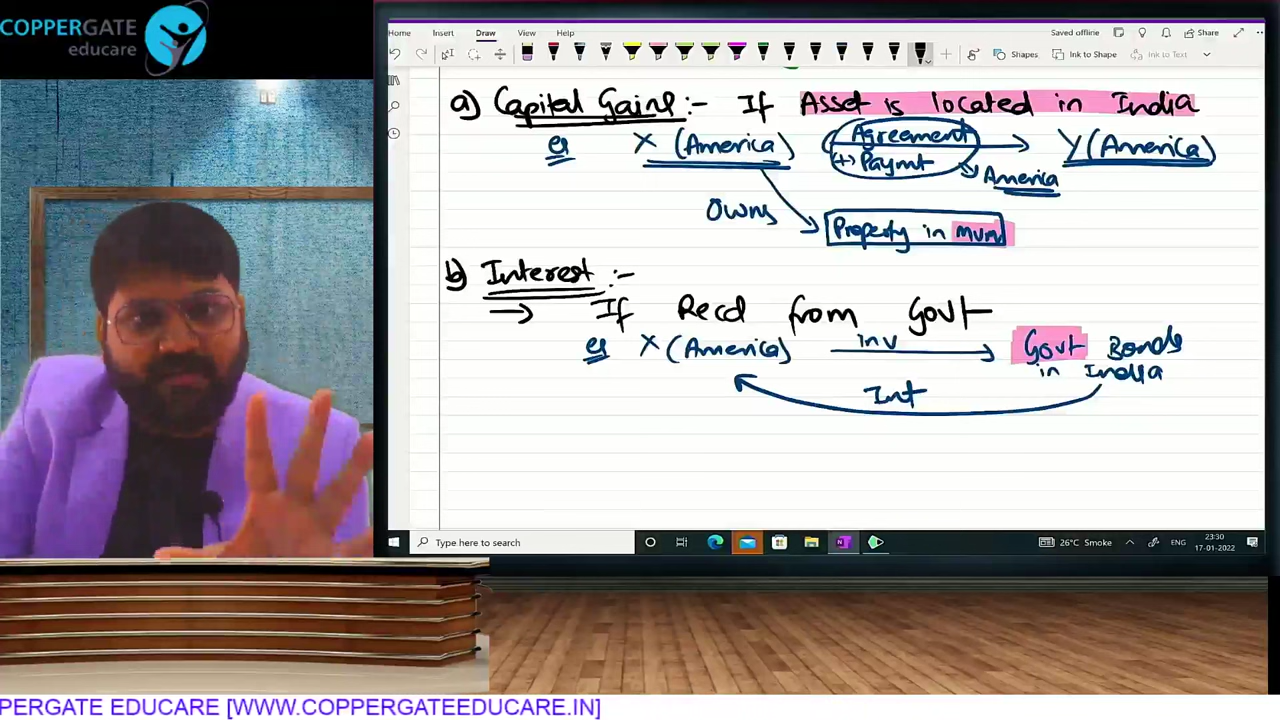 COPPERGATE
educare
Home Insert Draw View Help
Saved offline
Share
Shapes
Ink to Shape
Ink to Text
a) Capital Gains :- If Asset is located in India
eg X (America) Agreement Y (America)
(+) Paymt America
Owns
Property in Mum
b) Interest :-
→ If Recd from Govt
eg X (America) inv Govt Bonds
in India
Int
Type here to search
26°C Smoke
ENG
23:30
17-01-2022
PERGATE EDUCARE [WWW.COPPERGATEEDUCARE.IN]